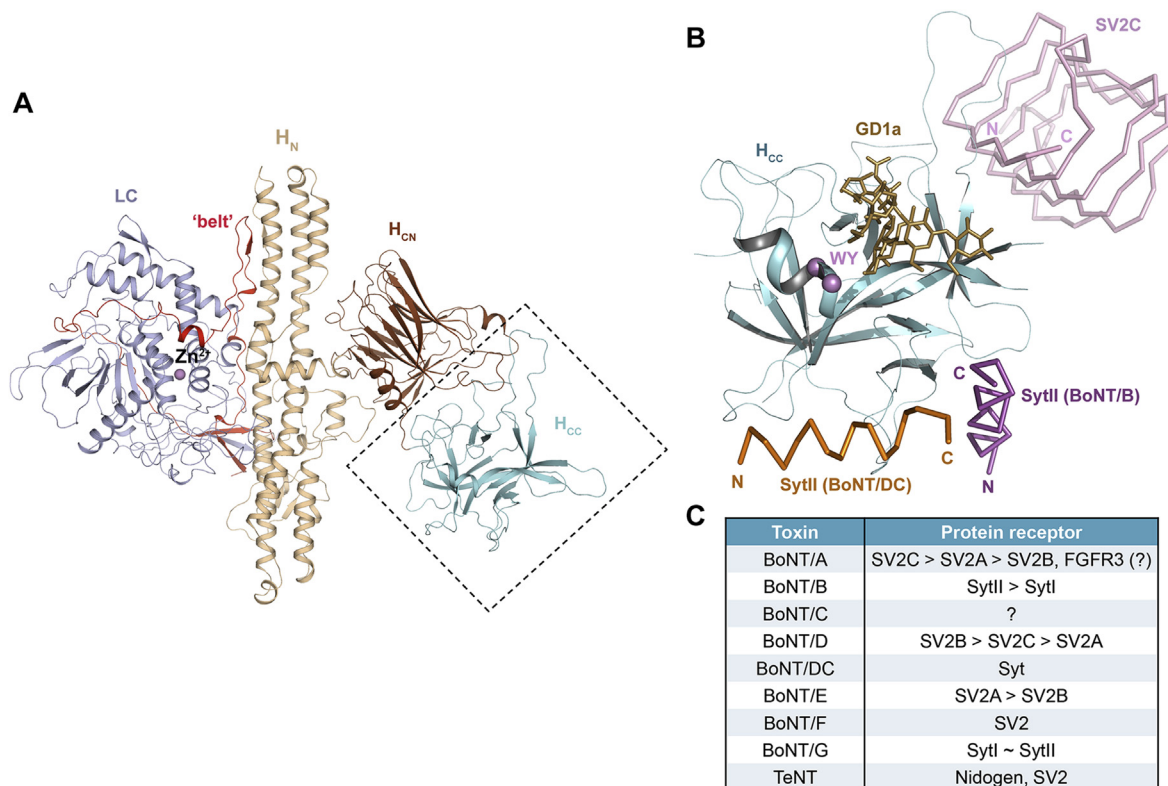 A
LC
'belt'
H_N
H_CN
Zn²⁺
H_CC
B
SV2C
GD1a
N
C
H_CC
WY
C
SytII (BoNT/B)
N
N
C
SytII (BoNT/DC)
C
Toxin Protein receptor
BoNT/A SV2C > SV2A > SV2B, FGFR3 (?)
BoNT/B SytII > SytI
BoNT/C ?
BoNT/D SV2B > SV2C > SV2A
BoNT/DC Syt
BoNT/E SV2A > SV2B
BoNT/F SV2
BoNT/G SytI ~ SytII
TeNT Nidogen, SV2